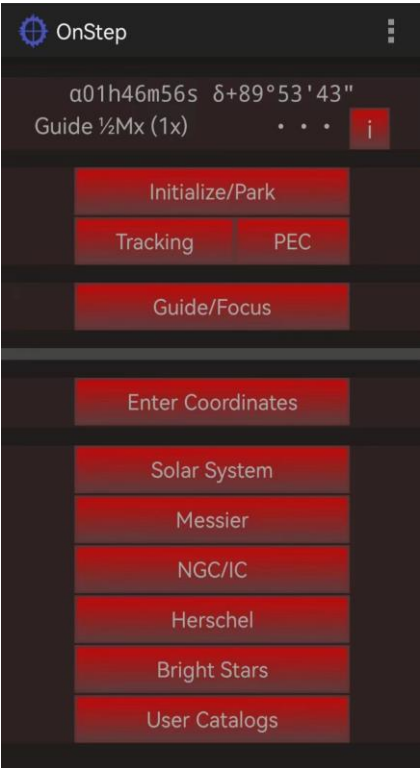 OnStep
α01h46m56s δ+89°53'43"
Guide ½Mx (1x) · · · i
Initialize/Park
Tracking PEC
Guide/Focus
Enter Coordinates
Solar System
Messier
NGC/IC
Herschel
Bright Stars
User Catalogs